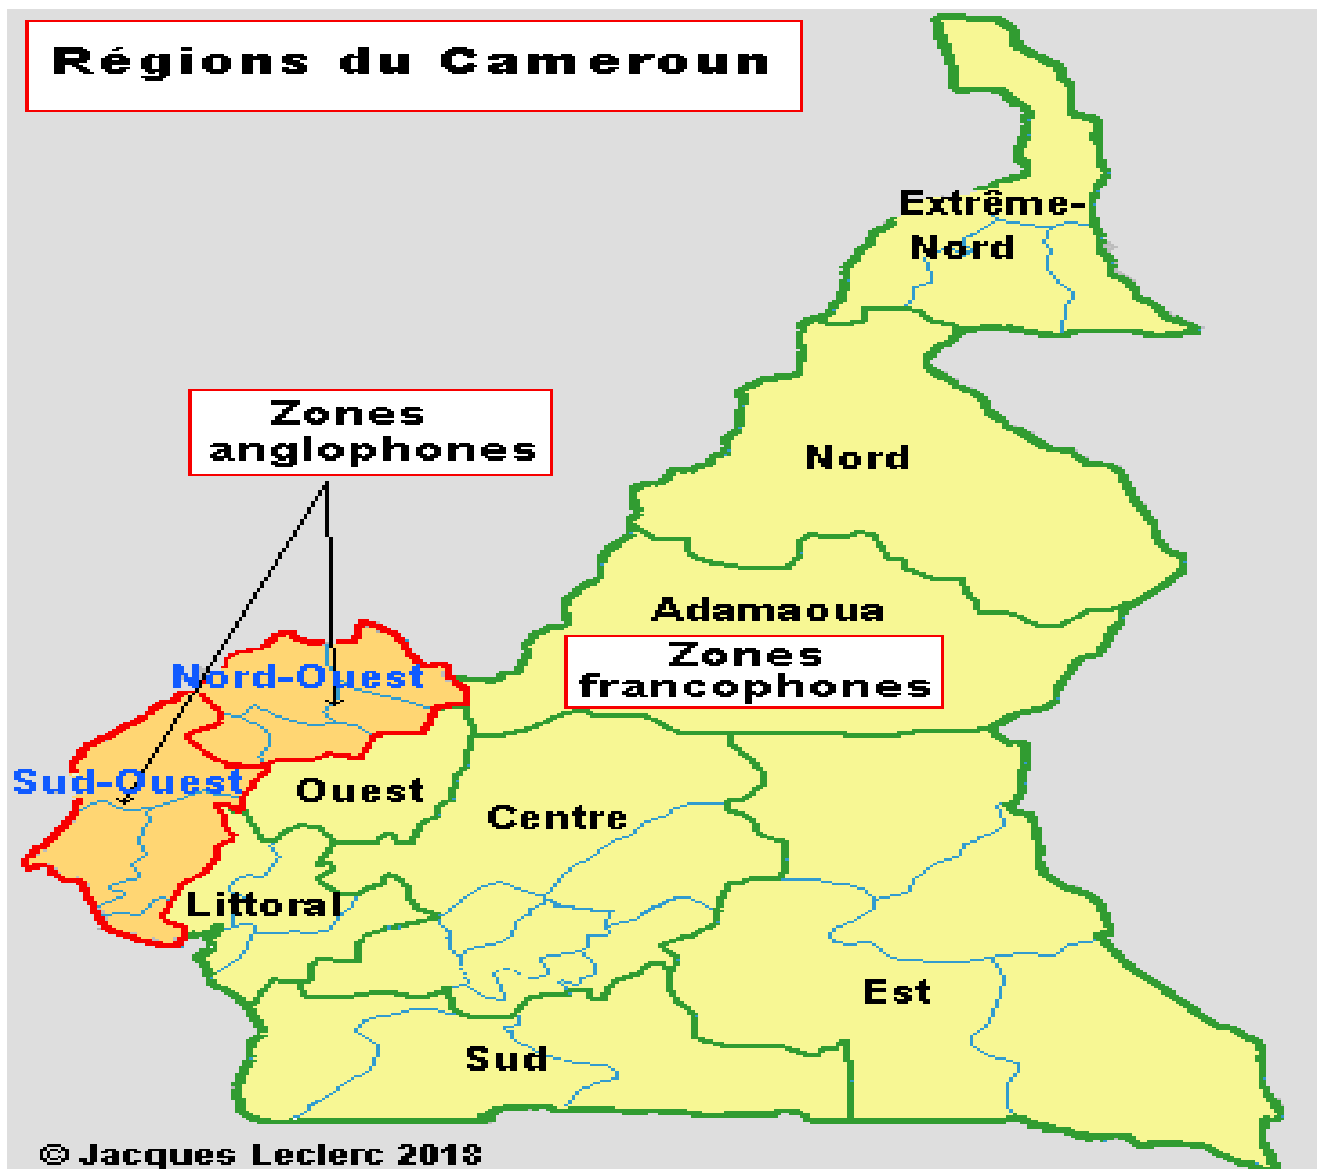 Régions du Cameroun
Extrême-
Nord
Zones
anglophones
Nord
Adamaoua
Zones
francophones
Nord-Ouest
Sud-Ouest
Ouest
Centre
Littoral
Est
Sud
© Jacques Leclerc 2018